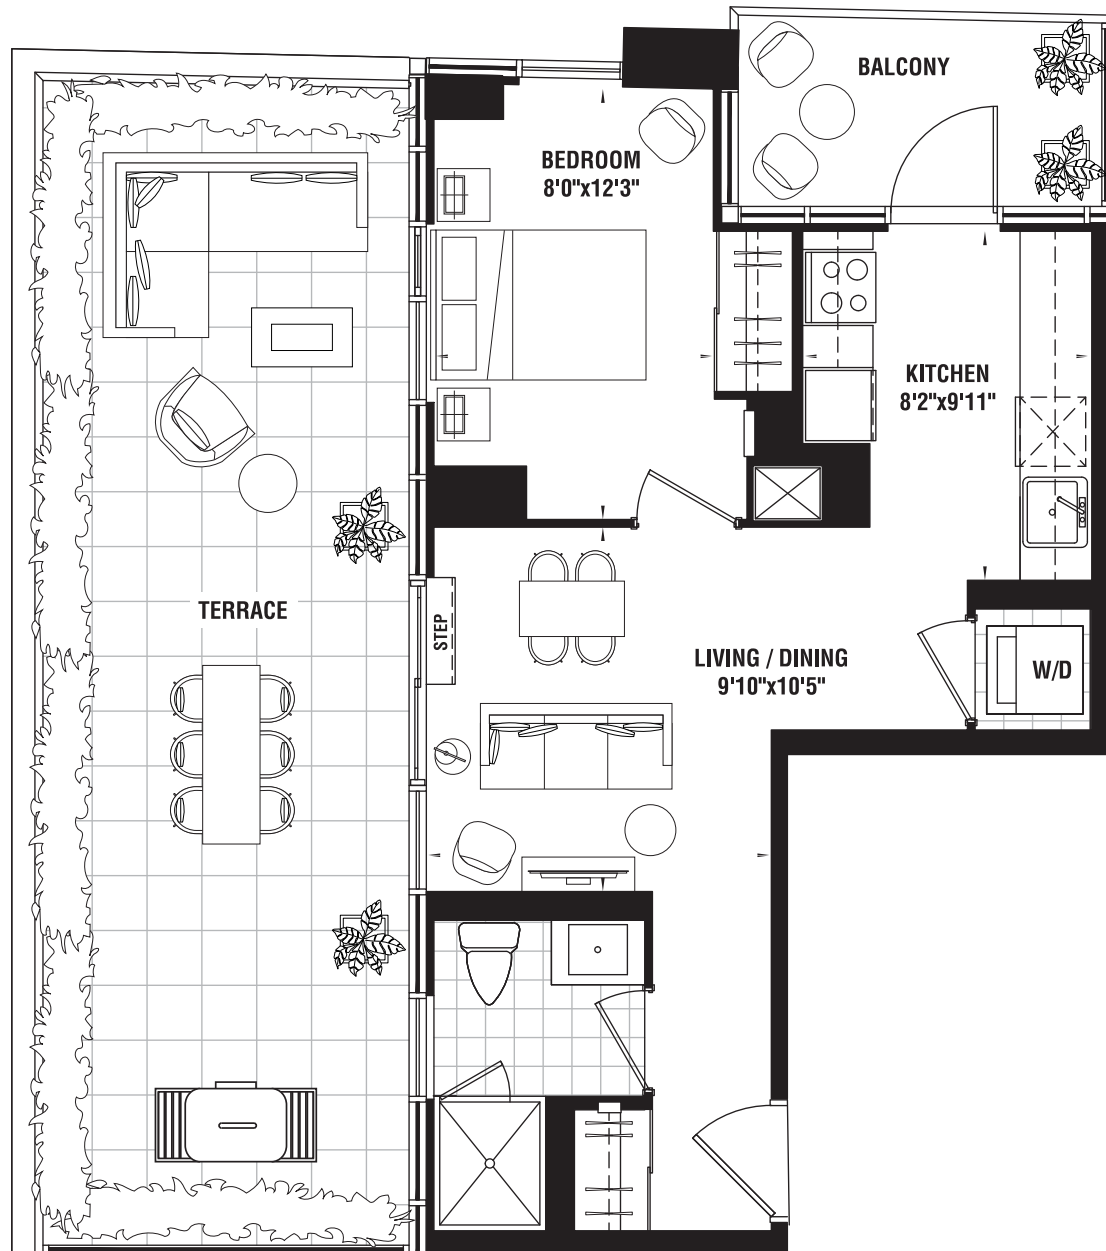 BALCONY
BEDROOM
8'0"x12'3"
KITCHEN
8'2"x9'11"
TERRACE
STEP
LIVING / DINING
9'10"x10'5"
W/D